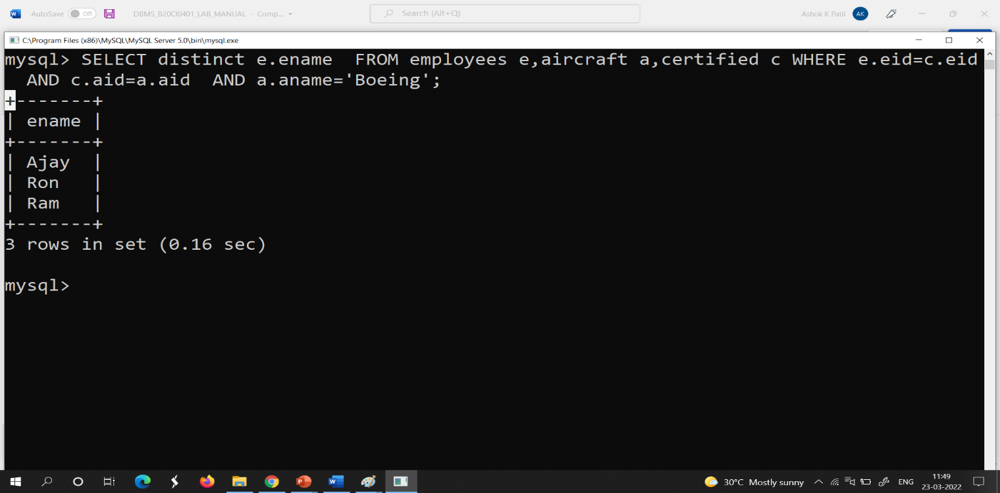 AutoSave Off DBMS_B20CI0401_LAB_MANUAL - Comp... Search (Alt+Q) Ashok K Patil AK
C:\Program Files (x86)\MySQL\MySQL Server 5.0\bin\mysql.exe
mysql> SELECT distinct e.ename  FROM employees e,aircraft a,certified c WHERE e.eid=c.eid
  AND c.aid=a.aid  AND a.aname='Boeing';
+-------+
| ename |
+-------+
| Ajay  |
| Ron   |
| Ram   |
+-------+
3 rows in set (0.16 sec)
mysql>
30°C Mostly sunny ENG 11:49
23-03-2022